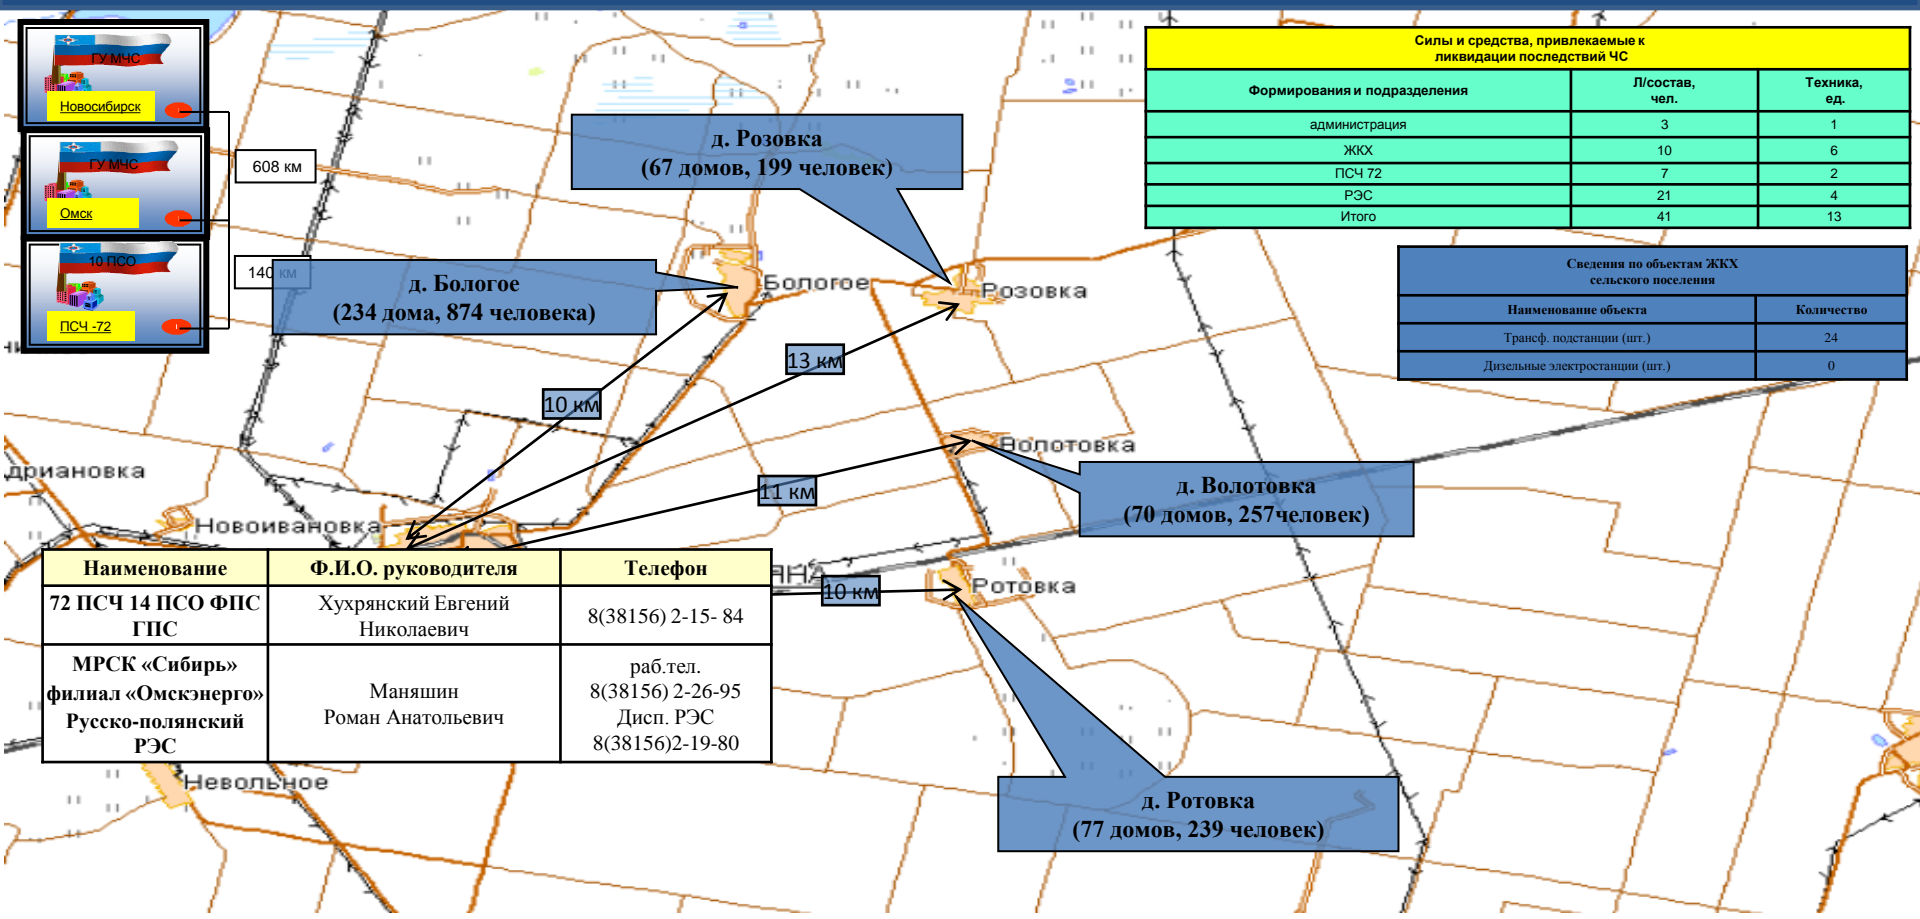 ГУ МЧС
Новосибирск
ГУ МЧС
Омск
10 ПСО
ПСЧ -72
608 км
140 км
д. Розовка
(67 домов, 199 человек)
д. Бологое
(234 дома, 874 человека)
Бологое
Розовка
13 км
10 км
Волотовка
11 км
д. Волотовка
(70 домов, 257человек)
дриановка
Новоивановка
10 км
Ротовка
д. Ротовка
(77 домов, 239 человек)
Невольное
Силы и средства, привлекаемые к
ликвидации последствий ЧС
Формирования и подразделения Л/состав, чел. Техника, ед.
администрация 3 1
ЖКХ 10 6
ПСЧ 72 7 2
РЭС 21 4
Итого 41 13
Сведения по объектам ЖКХ
сельского поселения
Наименование объекта Количество
Трансф. подстанции (шт.) 24
Дизельные электростанции (шт.) 0
Наименование Ф.И.О. руководителя Телефон
72 ПСЧ 14 ПСО ФПС
ГПС
Хухрянский Евгений
Николаевич
8(38156) 2-15- 84
МРСК «Сибирь»
филиал «Омскэнерго»
Русско-полянский
РЭС
Маняшин
Роман Анатольевич
раб.тел.
8(38156) 2-26-95
Дисп. РЭС
8(38156)2-19-80